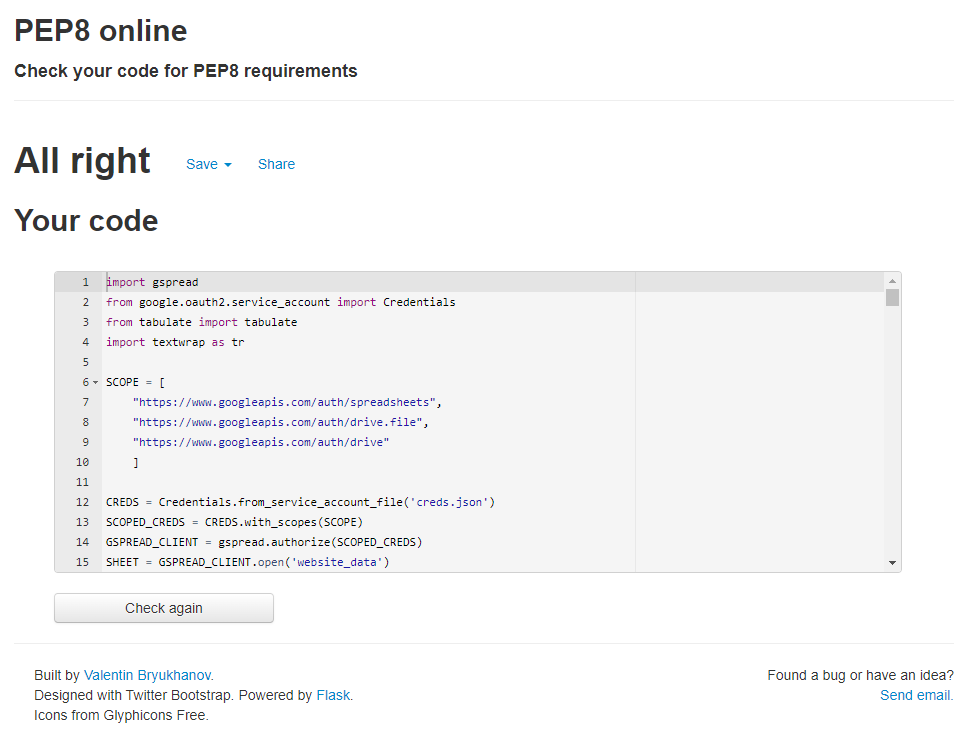 PEP8 online
Check your code for PEP8 requirements
All right Save Share
Your code
1 import gspread
2 from google.oauth2.service_account import Credentials
3 from tabulate import tabulate
4 import textwrap as tr
5
6 SCOPE = [
7     "https://www.googleapis.com/auth/spreadsheets",
8     "https://www.googleapis.com/auth/drive.file",
9     "https://www.googleapis.com/auth/drive"
10     ]
11
12 CREDS = Credentials.from_service_account_file('creds.json')
13 SCOPED_CREDS = CREDS.with_scopes(SCOPE)
14 GSPREAD_CLIENT = gspread.authorize(SCOPED_CREDS)
15 SHEET = GSPREAD_CLIENT.open('website_data')
Check again
Built by Valentin Bryukhanov.
Designed with Twitter Bootstrap. Powered by Flask.
Icons from Glyphicons Free.
Found a bug or have an idea?
Send email.